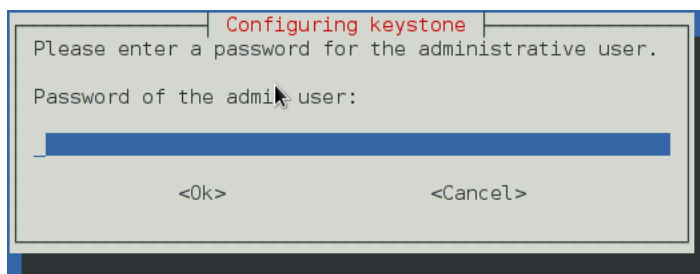 Configuring keystone
Please enter a password for the administrative user.
Password of the admin user:
<Ok> <Cancel>